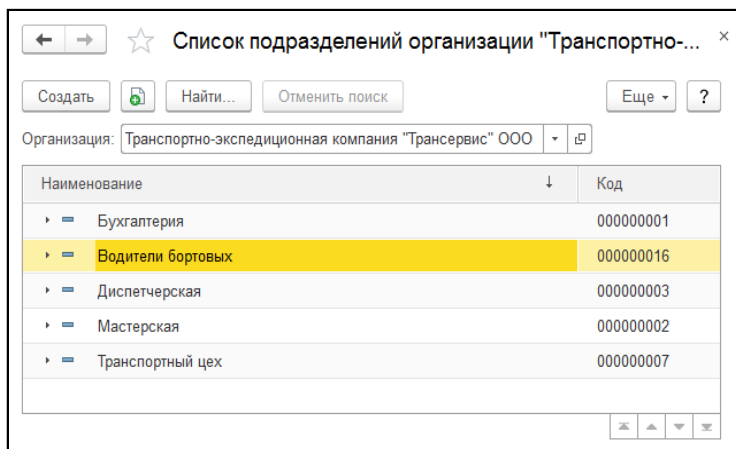 Список подразделений организации "Транспортно-...
Создать Найти... Отменить поиск Еще ?
Организация: Транспортно-экспедиционная компания "Трансервис" ООО
Наименование ↓ Код
Бухгалтерия 000000001
Водители бортовых 000000016
Диспетчерская 000000003
Мастерская 000000002
Транспортный цех 000000007